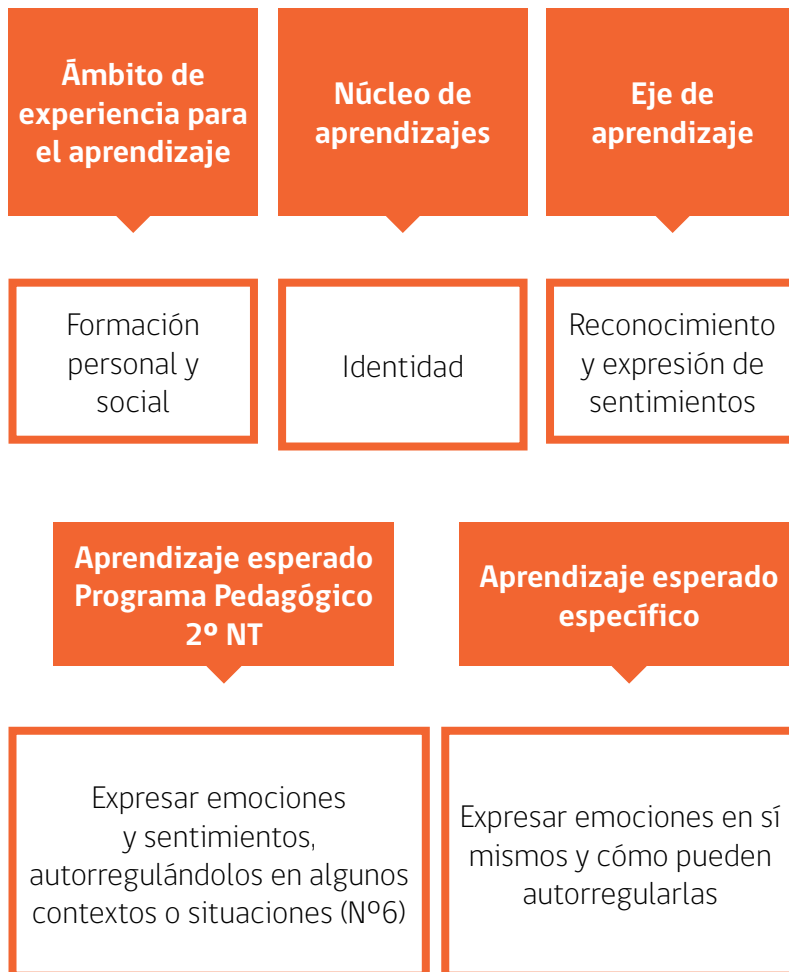 Ámbito de
experiencia para
el aprendizaje
Núcleo de
aprendizajes
Eje de
aprendizaje
Formación
personal y
social
Identidad
Reconocimiento
y expresión de
sentimientos
Aprendizaje esperado
Programa Pedagógico
2º NT
Aprendizaje esperado
específico
Expresar emociones
y sentimientos,
autorregulándolos en algunos
contextos o situaciones (Nº6)
Expresar emociones en sí
mismos y cómo pueden
autorregularlas